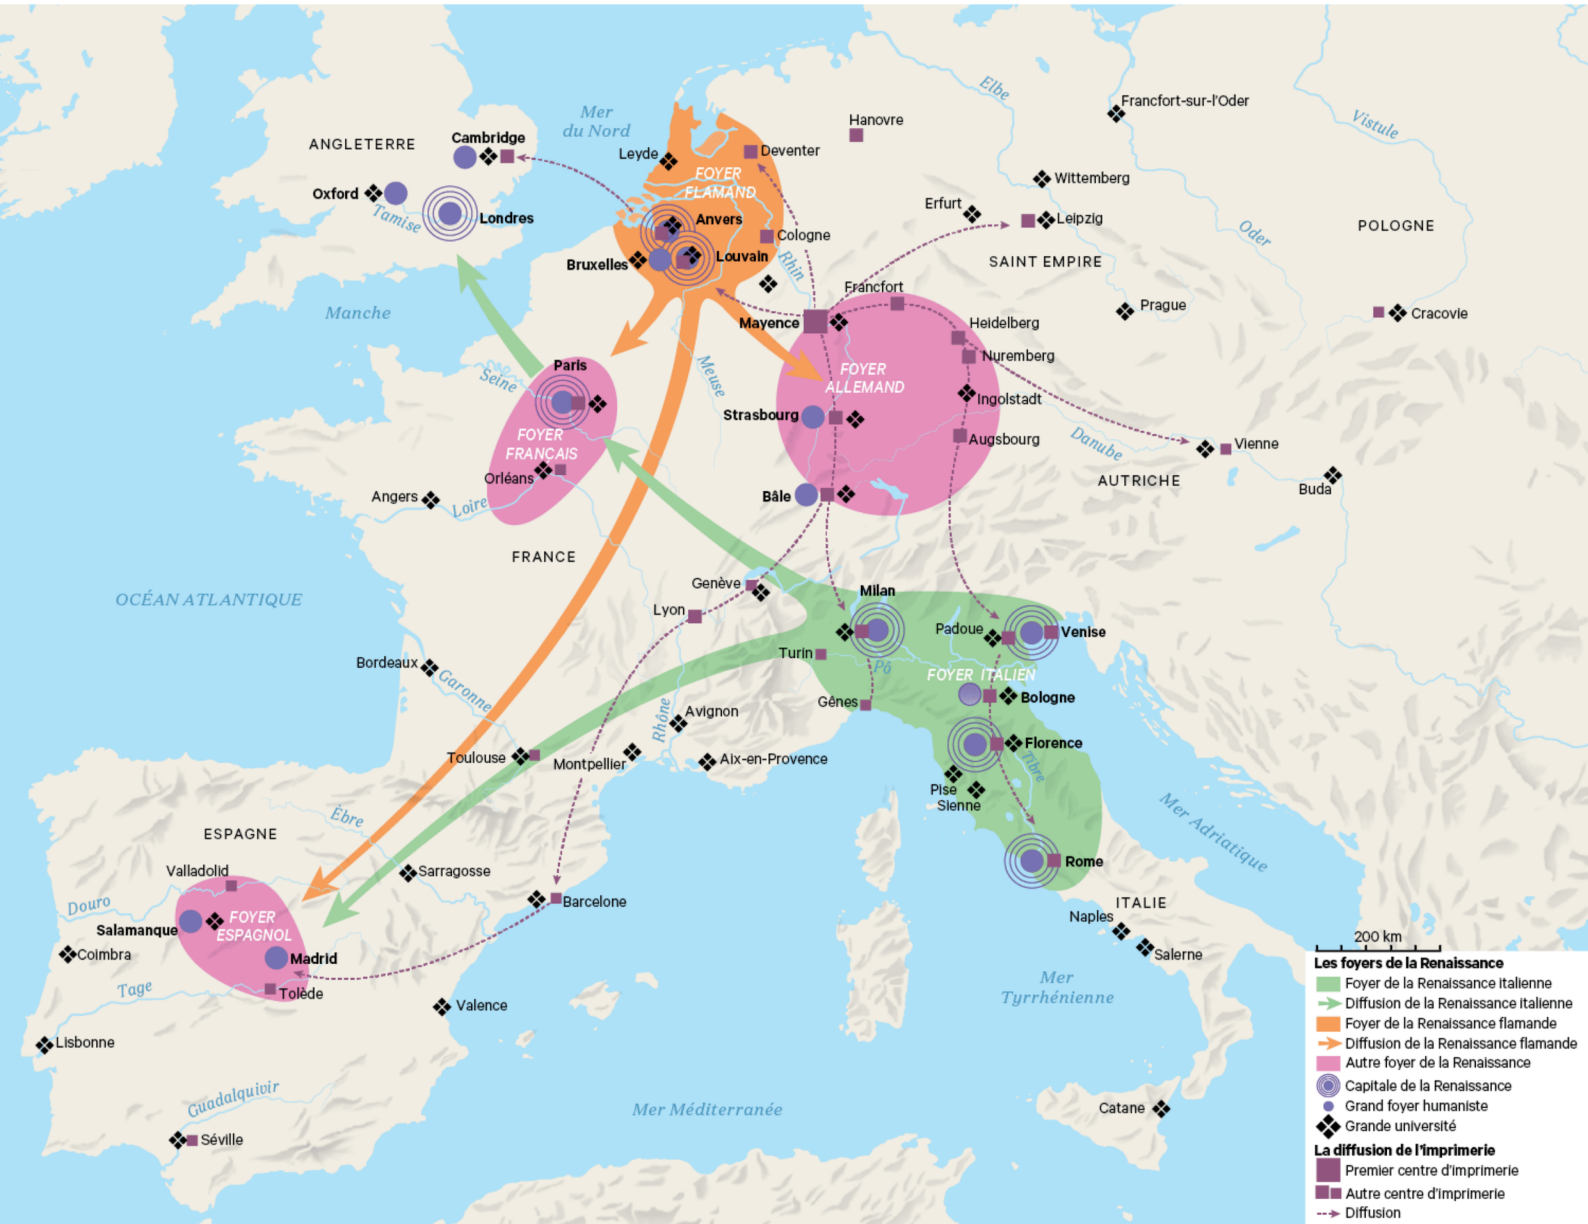 Elbe
Francfort-sur-l'Oder
Vistule
Mer
du Nord
Hanovre
ANGLETERRE
Cambridge
Leyde
Deventer
FOYER
FLAMAND
Wittemberg
Oxford
Tamise
Londres
Erfurt
Leipzig
Anvers
Cologne
Oder
POLOGNE
Bruxelles
Louvain
Rhin
SAINT EMPIRE
Manche
Francfort
Prague
Mayence
Heidelberg
Cracovie
Nuremberg
Paris
Seine
Meuse
FOYER
ALLEMAND
Ingolstadt
Strasbourg
FOYER
FRANÇAIS
Augsbourg
Danube
Vienne
Orléans
AUTRICHE
Buda
Angers
Loire
Bâle
FRANCE
OCÉAN ATLANTIQUE
Genève
Milan
Lyon
Padoue
Venise
Turin
Pô
Bordeaux
Garonne
FOYER ITALIEN
Bologne
Gênes
Rhône
Avignon
Florence
Toulouse
Montpellier
Aix-en-Provence
Tibre
Pise
Sienne
Mer Adriatique
Èbre
ESPAGNE
Valladolid
Sarragosse
Rome
Douro
Salamanque
FOYER
ESPAGNOL
Barcelone
ITALIE
Naples
Coimbra
Madrid
Salerne
Tage
Tolède
Mer
Tyrrhénienne
Valence
Lisbonne
Guadalquivir
Mer Méditerranée
Catane
Séville
200 km
Les foyers de la Renaissance
Foyer de la Renaissance italienne
Diffusion de la Renaissance italienne
Foyer de la Renaissance flamande
Diffusion de la Renaissance flamande
Autre foyer de la Renaissance
Capitale de la Renaissance
Grand foyer humaniste
Grande université
La diffusion de l'imprimerie
Premier centre d'imprimerie
Autre centre d'imprimerie
Diffusion